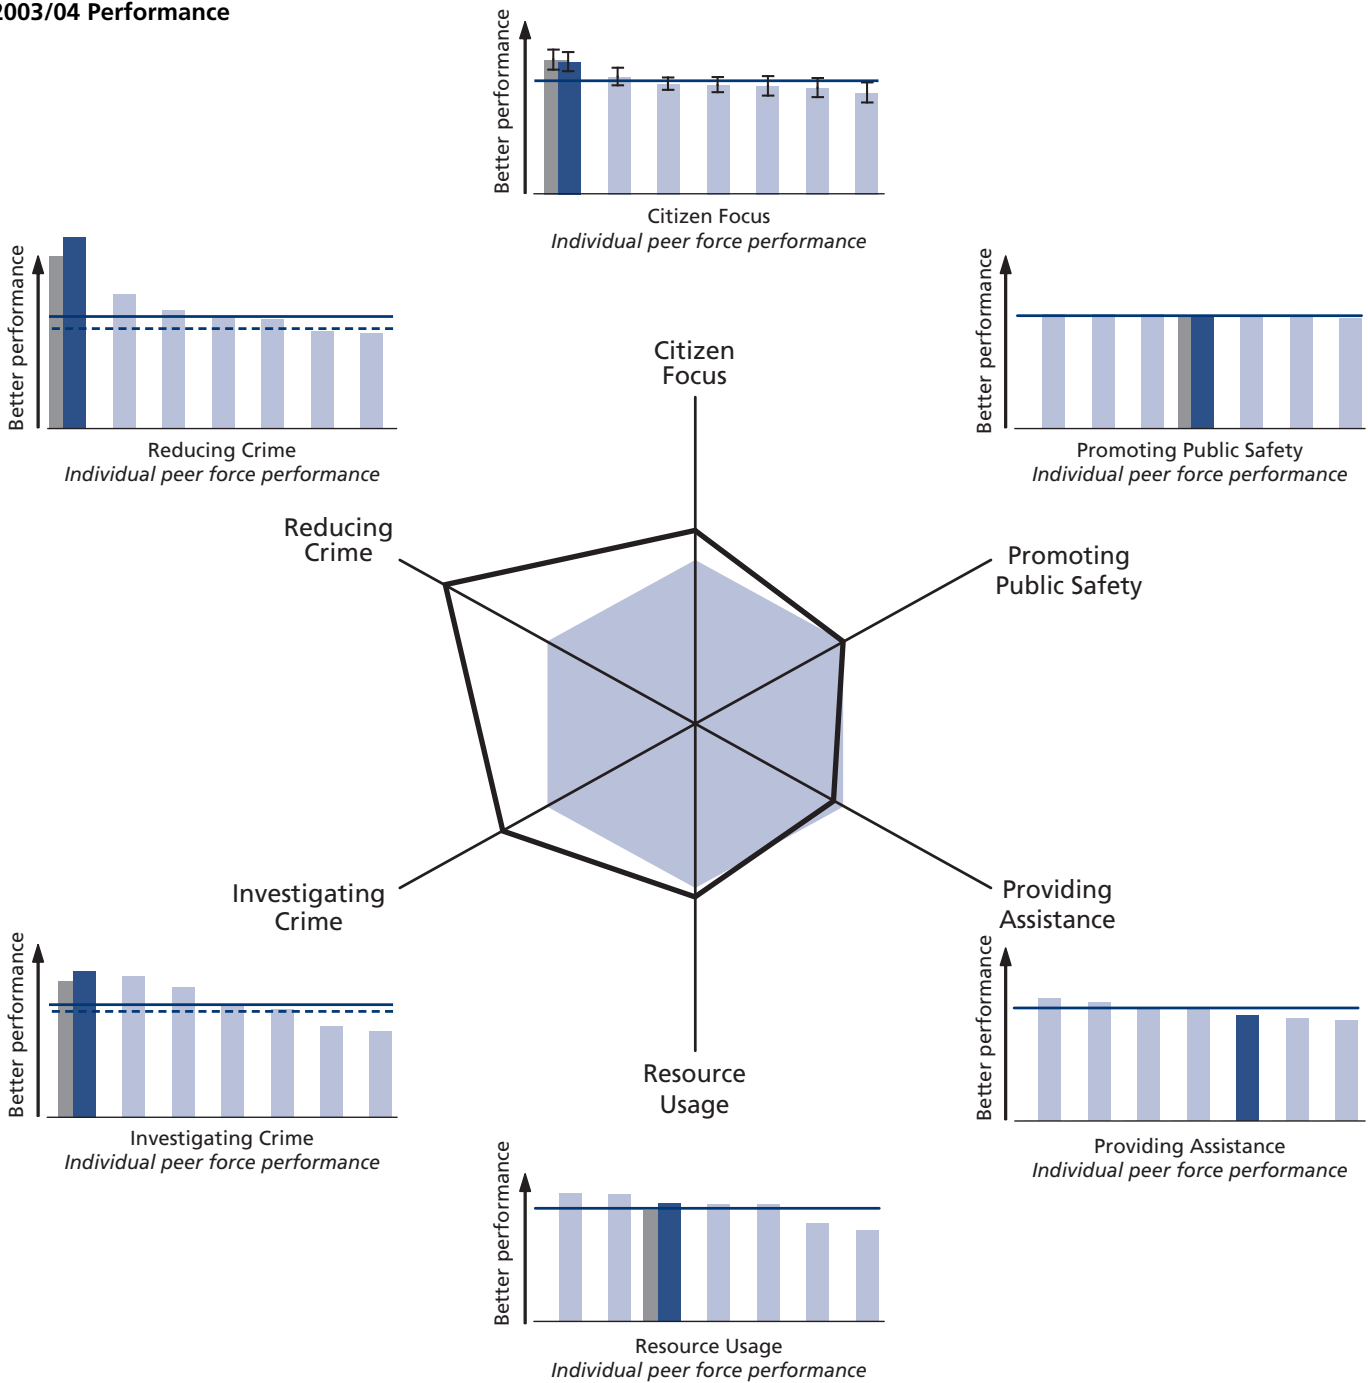 2003/04 Performance
Better performance
Citizen Focus
Individual peer force performance
Better performance
Reducing Crime
Individual peer force performance
Better performance
Promoting Public Safety
Individual peer force performance
Citizen
Focus
Reducing
Crime
Promoting
Public Safety
Investigating
Crime
Providing
Assistance
Resource
Usage
Better performance
Investigating Crime
Individual peer force performance
Better performance
Providing Assistance
Individual peer force performance
Better performance
Resource Usage
Individual peer force performance